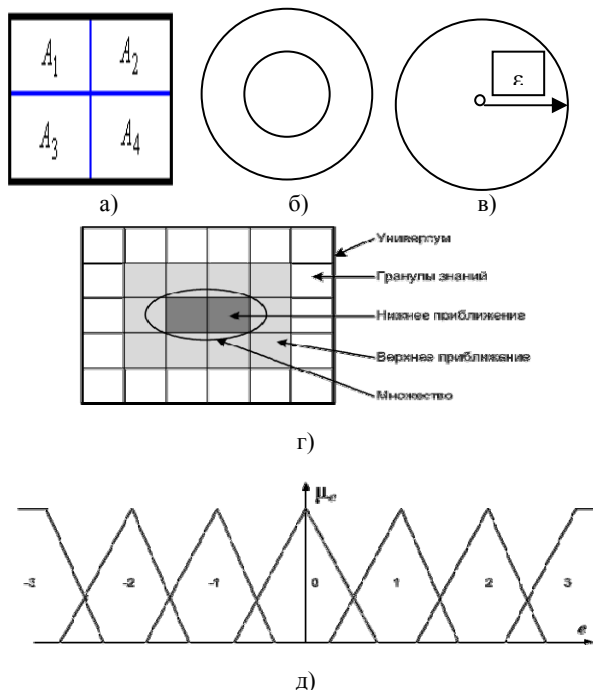 A1 A2
A3 A4
ε
а) б) в)
Универсум
Гранулы знаний
Нижнее приближение
Верхнее приближение
Множество
г)
μe
-3 -2 -1 0 1 2 3
e
д)